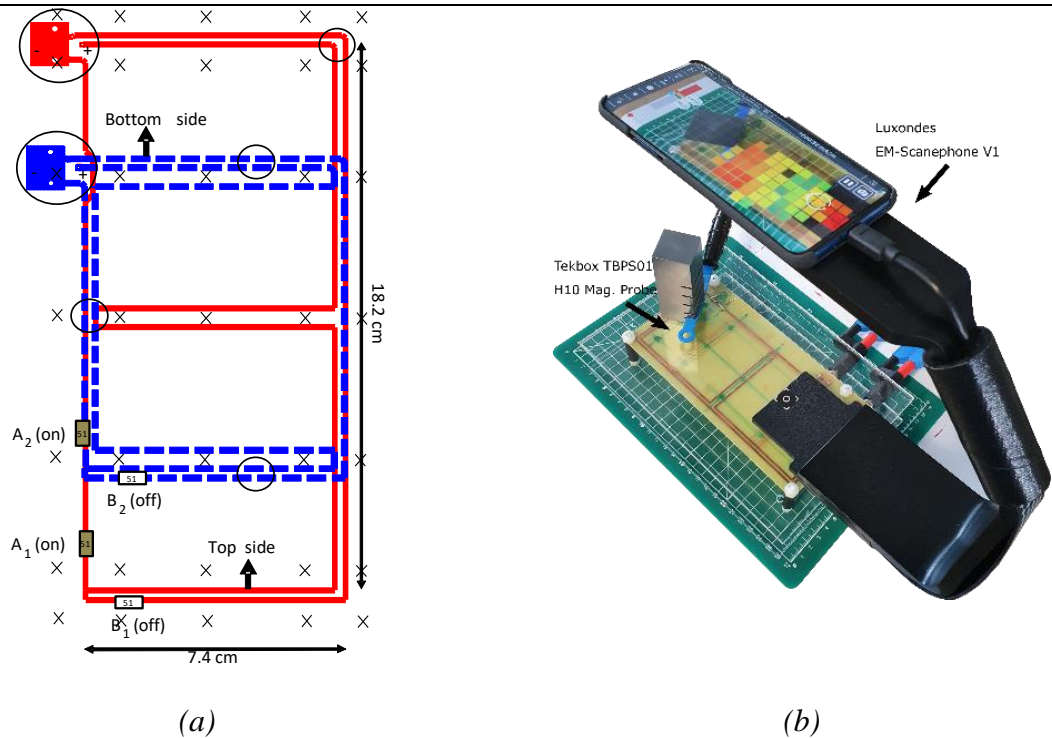 -
+
Bottom side
+
18.2 cm
A2 (on)
51
51
B2 (off)
A1 (on)
51
Top side
51
B1 (off)
7.4 cm
(a)
Luxondes
EM-Scanephone V1
Tekbox TBPS01
H10 Mag. Probe
(b)